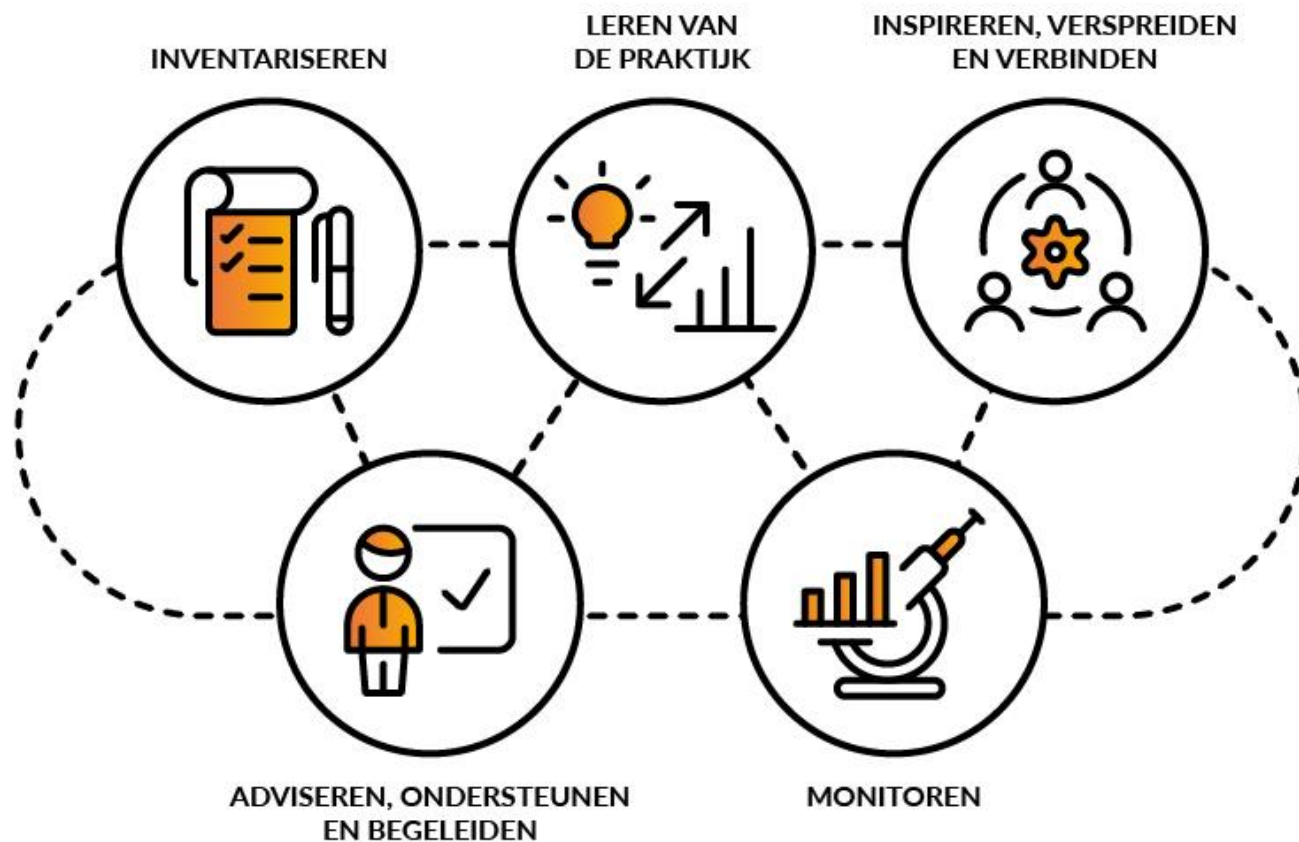 INVENTARISEREN
LEREN VAN
DE PRAKTIJK
INSPIREREN, VERSPREIDEN
EN VERBINDEN
ADVISEREN, ONDERSTEUNEN
EN BEGELEIDEN
MONITOREN